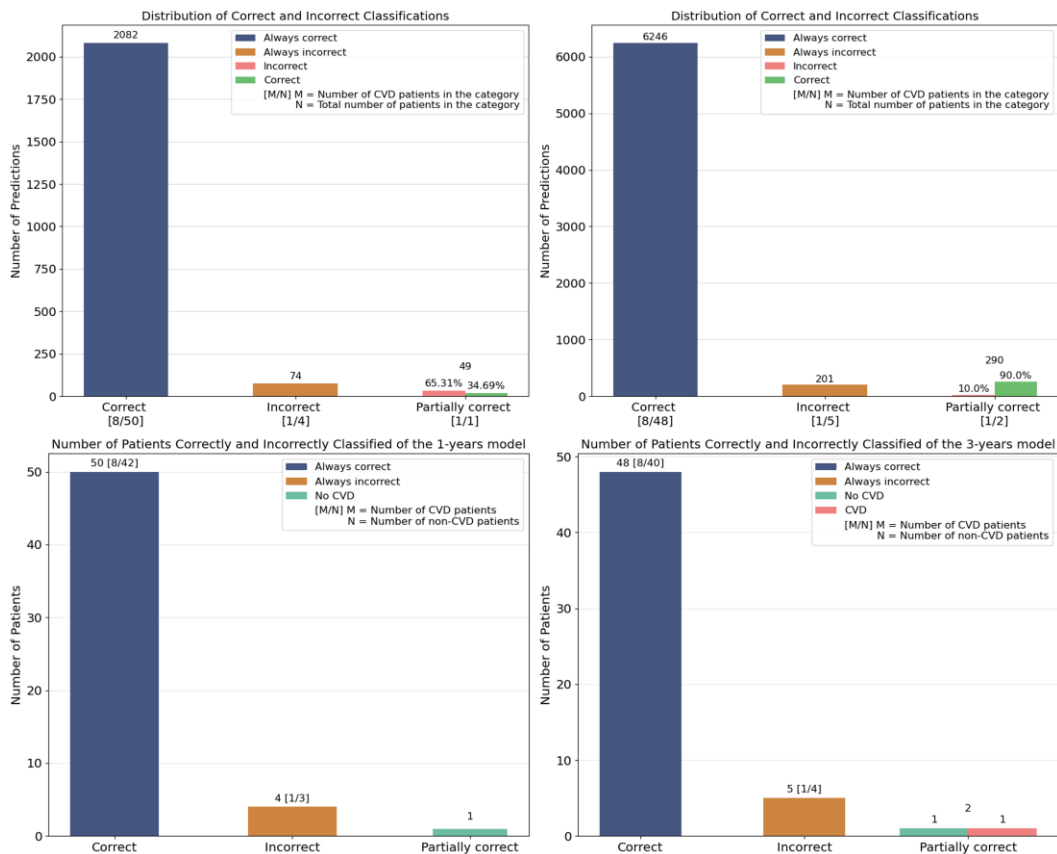 Distribution of Correct and Incorrect Classifications
2082
Always correct
Always incorrect
Incorrect
Correct
[M/N] M = Number of CVD patients in the category
N = Total number of patients in the category
Number of Predictions
2000
1750
1500
1250
1000
750
500
250
0
74
49
65.31%
34.69%
Correct
[8/50]
Incorrect
[1/4]
Partially correct
[1/1]
Distribution of Correct and Incorrect Classifications
6246
Always correct
Always incorrect
Incorrect
Correct
[M/N] M = Number of CVD patients in the category
N = Total number of patients in the category
Number of Predictions
6000
5000
4000
3000
2000
1000
0
201
290
10.0%
90.0%
Correct
[8/48]
Incorrect
[1/5]
Partially correct
[1/2]
Number of Patients Correctly and Incorrectly Classified of the 1-years model
50 [8/42]
Always correct
Always incorrect
No CVD
[M/N] M = Number of CVD patients
N = Number of non-CVD patients
Number of Patients
50
40
30
20
10
0
4 [1/3]
1
Correct
Incorrect
Partially correct
Number of Patients Correctly and Incorrectly Classified of the 3-years model
48 [8/40]
Always correct
Always incorrect
No CVD
CVD
[M/N] M = Number of CVD patients
N = Number of non-CVD patients
Number of Patients
50
40
30
20
10
0
5 [1/4]
2
1
1
Correct
Incorrect
Partially correct